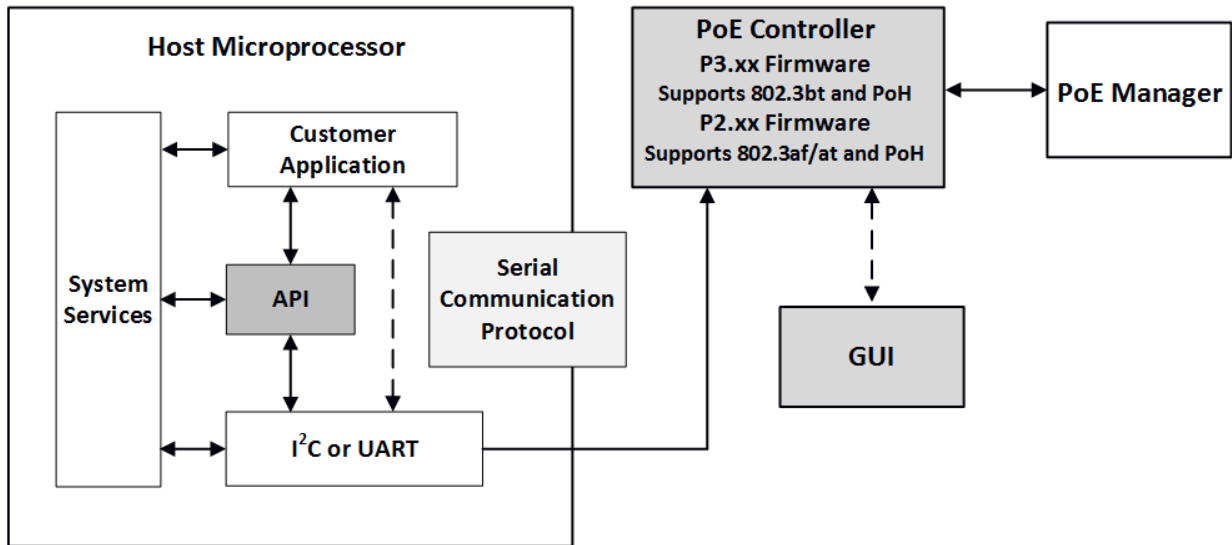 Host Microprocessor
System
Services
Customer
Application
API
I²C or UART
Serial
Communication
Protocol
PoE Controller
P3.xx Firmware
Supports 802.3bt and PoH
P2.xx Firmware
Supports 802.3af/at and PoH
PoE Manager
GUI